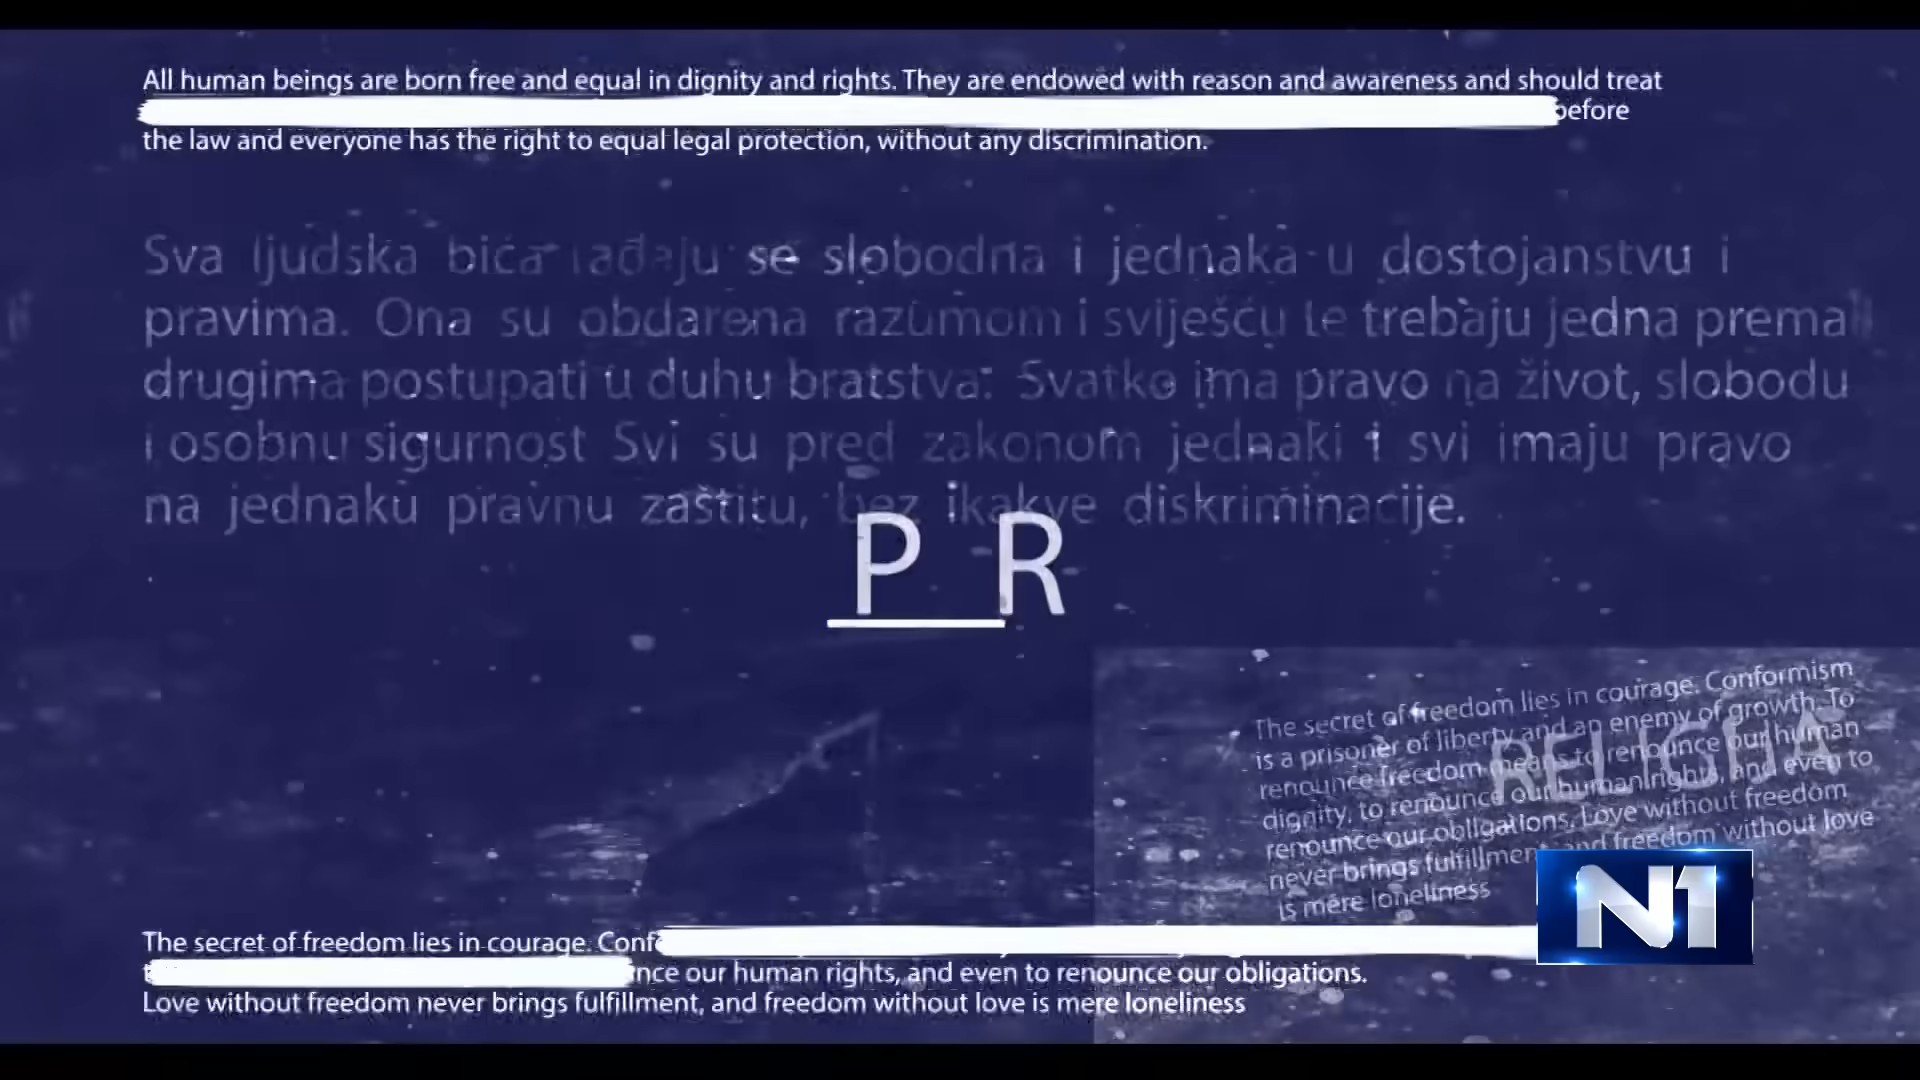 All human beings are born free and equal in dignity and rights. They are endowed with reason and awareness and should treat
before
the law and everyone has the right to equal legal protection, without any discrimination.
Sva ljudska bića rađaju se slobodna i jednaka u dostojanstvu i
pravima. Ona su obdarena razumom i sviješću te trebaju jedna prema
drugima postupati u duhu bratstva. Svatko ima pravo na život, slobodu
i osobnu sigurnost Svi su pred zakonom jednaki i svi imaju pravo
na jednaku pravnu zaštitu, bez ikakve diskriminacije.
P R
The secret of freedom lies in courage. Conformism
is a prisoner of liberty and an enemy of growth. To
renounce freedom means to renounce our human
dignity, to renounce our human rights, and even to
renounce our obligations. Love without freedom
never brings fulfillment, and freedom without love
is mere loneliness
RELIGIJA
N1
The secret of freedom lies in courage. Conf
nce our human rights, and even to renounce our obligations.
Love without freedom never brings fulfillment, and freedom without love is mere loneliness